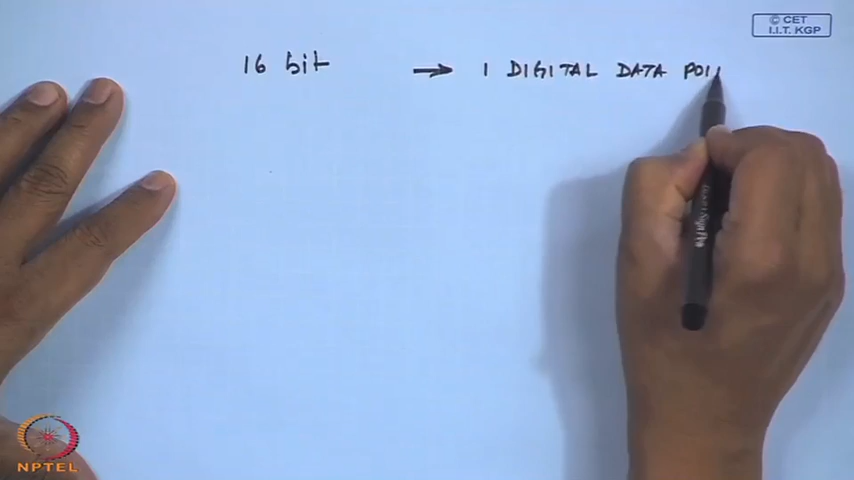 © CET
I.I.T. KGP
16 bit → 1 DIGITAL DATA POI
NPTEL